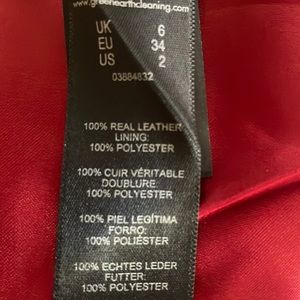 www.greenearthcleaning.com
UK 6
EU 34
US 2
03884832
100% REAL LEATHER
LINING:
100% POLYESTER
100% CUIR VÉRITABLE
DOUBLURE:
100% POLYESTER
100% PIEL LEGÍTIMA
FORRO:
100% POLIÉSTER
100% ECHTES LEDER
FUTTER:
100% POLYESTER